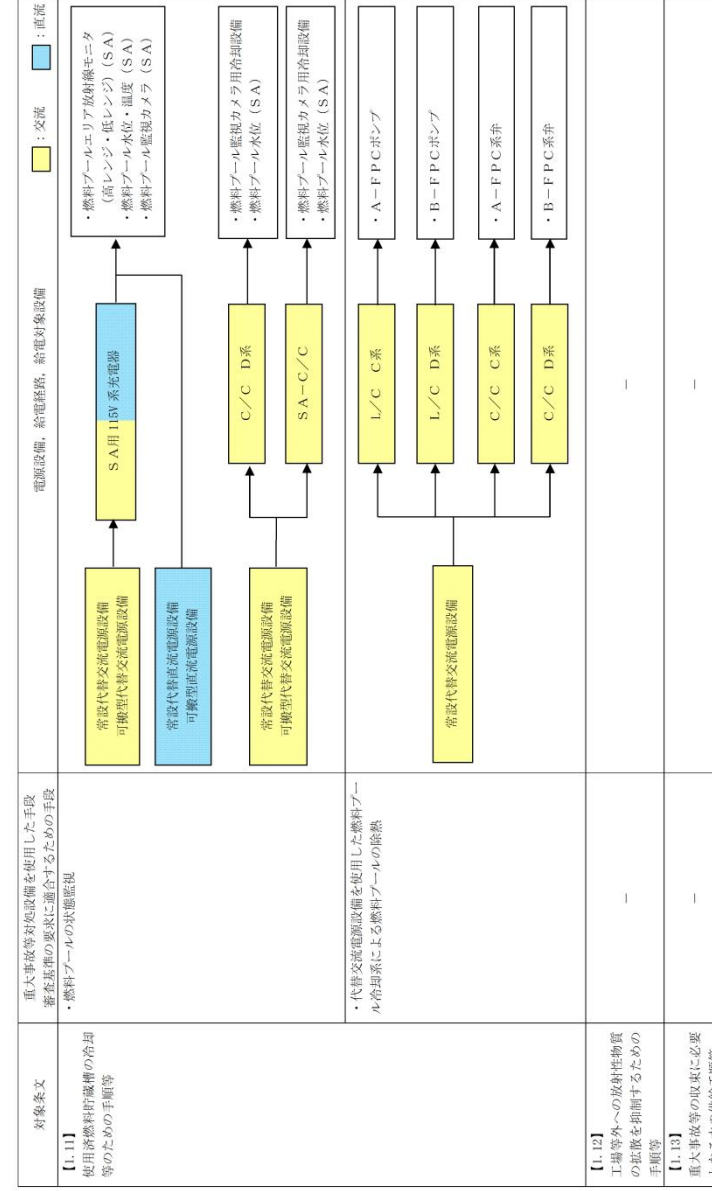 対象条文
重大事故等対処設備を使用した手段
審査基準の要求に適合するための手段
電源設備，給電経路，給電対象設備
：交流
：直流
【1.11】
使用済燃料貯蔵槽の冷却
等のための手順等
・燃料プールの状態監視
常設代替交流電源設備
可搬型代替交流電源設備
ＳＡ用 115V 系充電器
・燃料プールエリア放射線モニタ
（高レンジ・低レンジ）（ＳＡ）
・燃料プール水位・温度（ＳＡ）
・燃料プール監視カメラ（ＳＡ）
常設代替直流電源設備
可搬型直流電源設備
常設代替交流電源設備
可搬型代替交流電源設備
Ｃ／Ｃ　Ｄ系
・燃料プール監視カメラ用冷却設備
・燃料プール水位（ＳＡ）
ＳＡ－Ｃ／Ｃ
・燃料プール監視カメラ用冷却設備
・燃料プール水位（ＳＡ）
・代替交流電源設備を使用した燃料プー
ル冷却系による燃料プールの除熱
常設代替交流電源設備
Ｌ／Ｃ　Ｃ系
・Ａ－ＦＰＣポンプ
Ｌ／Ｃ　Ｄ系
・Ｂ－ＦＰＣポンプ
Ｃ／Ｃ　Ｃ系
・Ａ－ＦＰＣ系弁
Ｃ／Ｃ　Ｄ系
・Ｂ－ＦＰＣ系弁
【1.12】
工場等外への放射性物質
の拡散を抑制するための
手順等
－
－
【1.13】
重大事故等の収束に必要
－
－